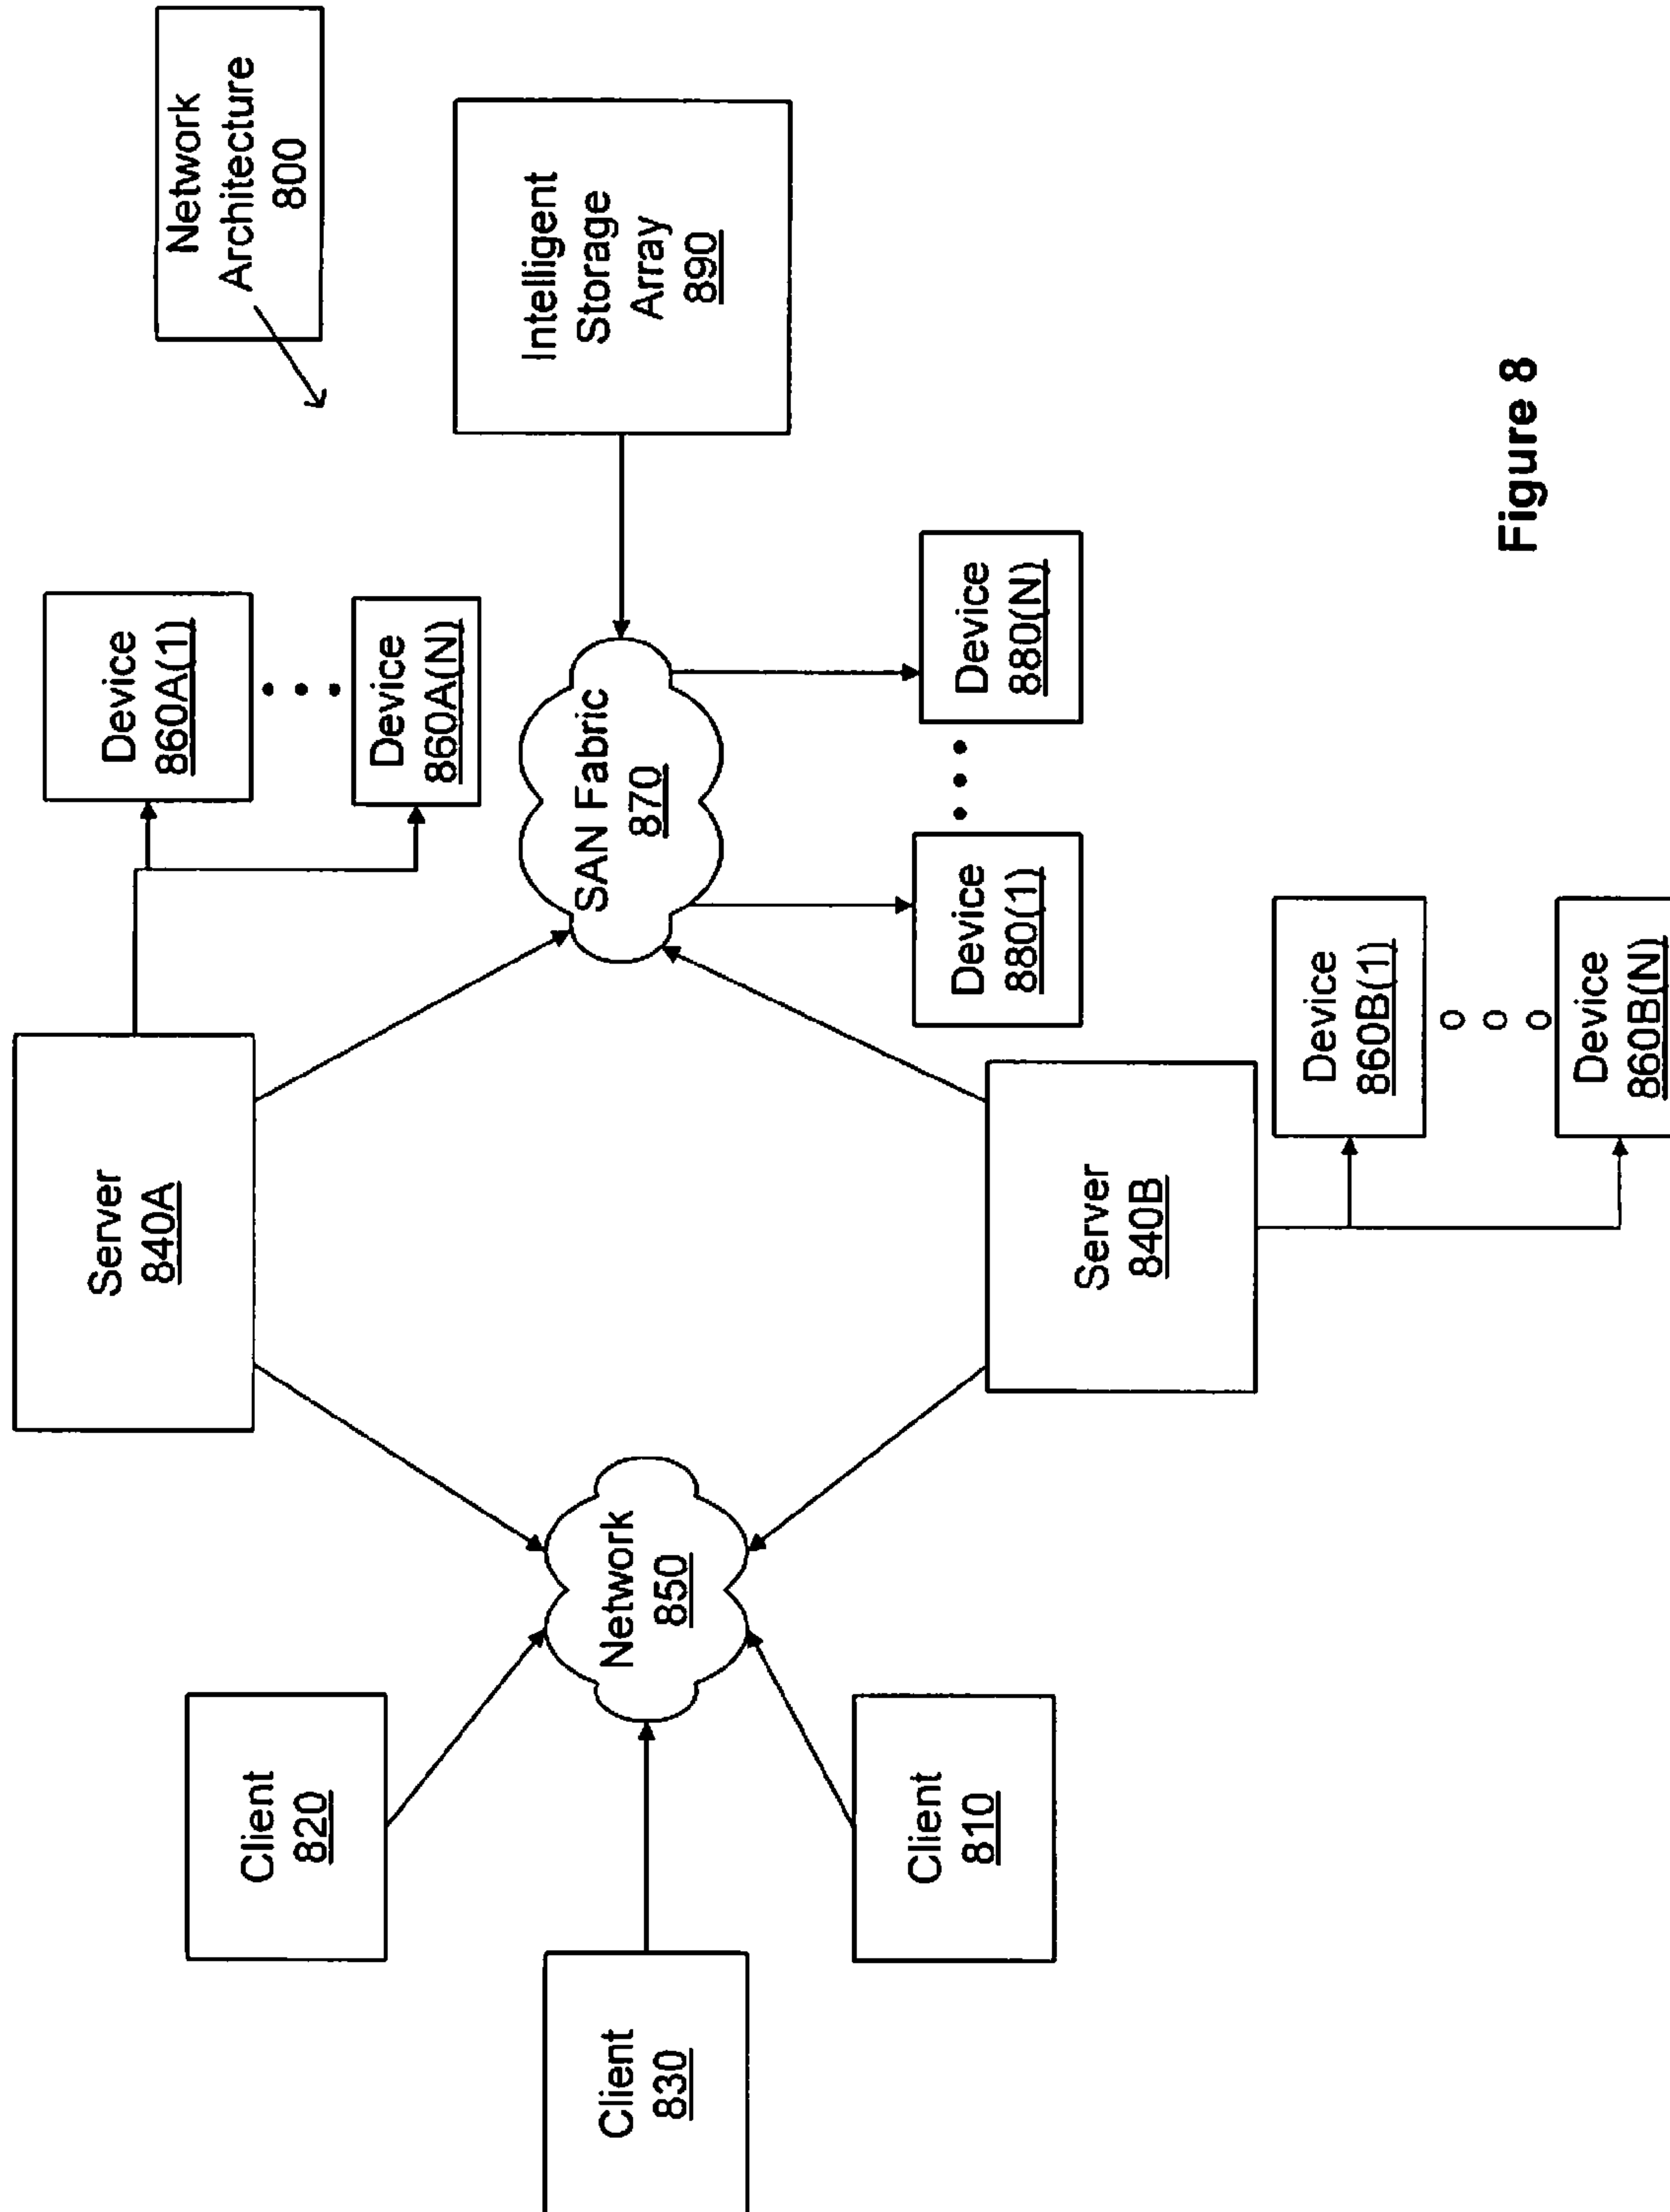 Network
Architecture
800
Device
860A(1)
Device
860A(N)
Server
840A
Intelligent
Storage
Array
890
SAN Fabric
870
Client
820
Network
850
Client
830
Device
880(1)
Device
880(N)
Client
810
Server
840B
Device
860B(1)
Device
860B(N)
Figure 8